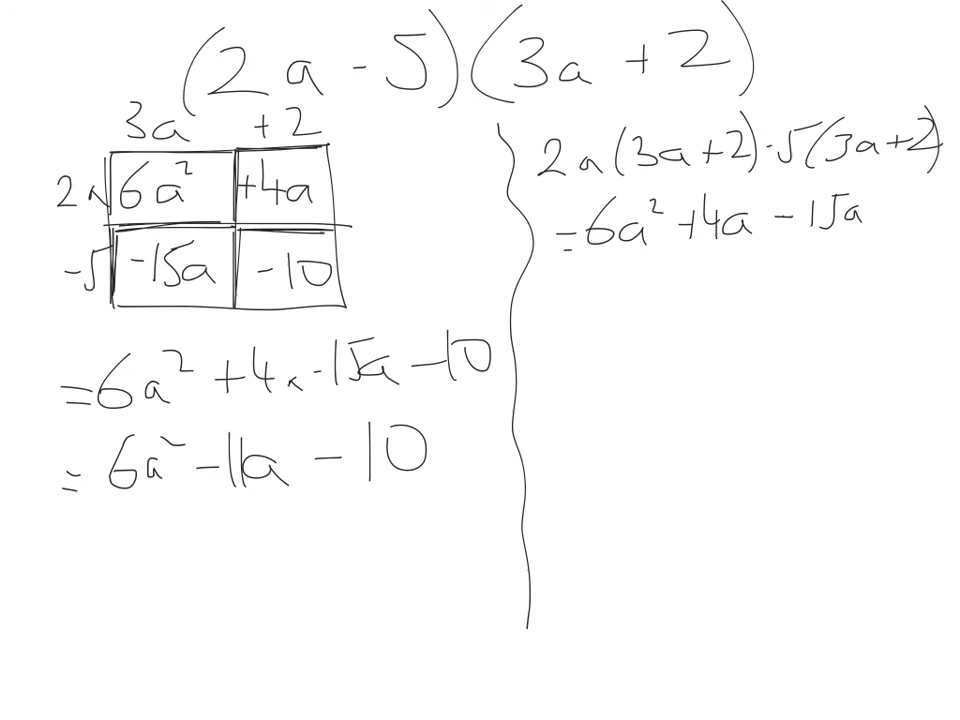 (2a - 5)(3a + 2)
3a +2
2a 6a² +4a
-5 -15a -10
= 6a² +4a -15a -10
= 6a² - 11a - 10
2a(3a+2)-5(3a+2)
= 6a² +4a -15a